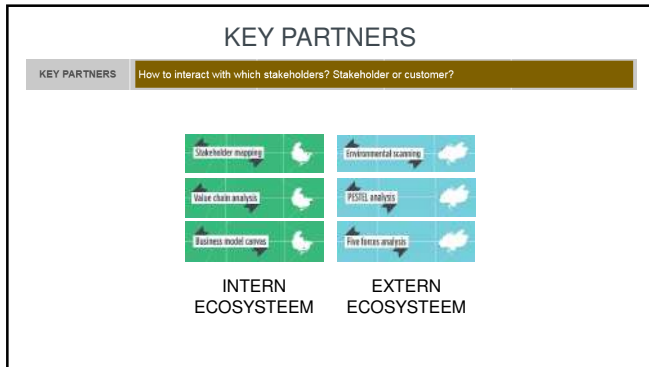 KEY PARTNERS
KEY PARTNERS How to interact with which stakeholders? Stakeholder or customer?
Stakeholder mapping
Environmental scanning
Value chain analysis
PESTEL analysis
Business model canvas
Five forces analysis
INTERN
ECOSYSTEEM
EXTERN
ECOSYSTEEM